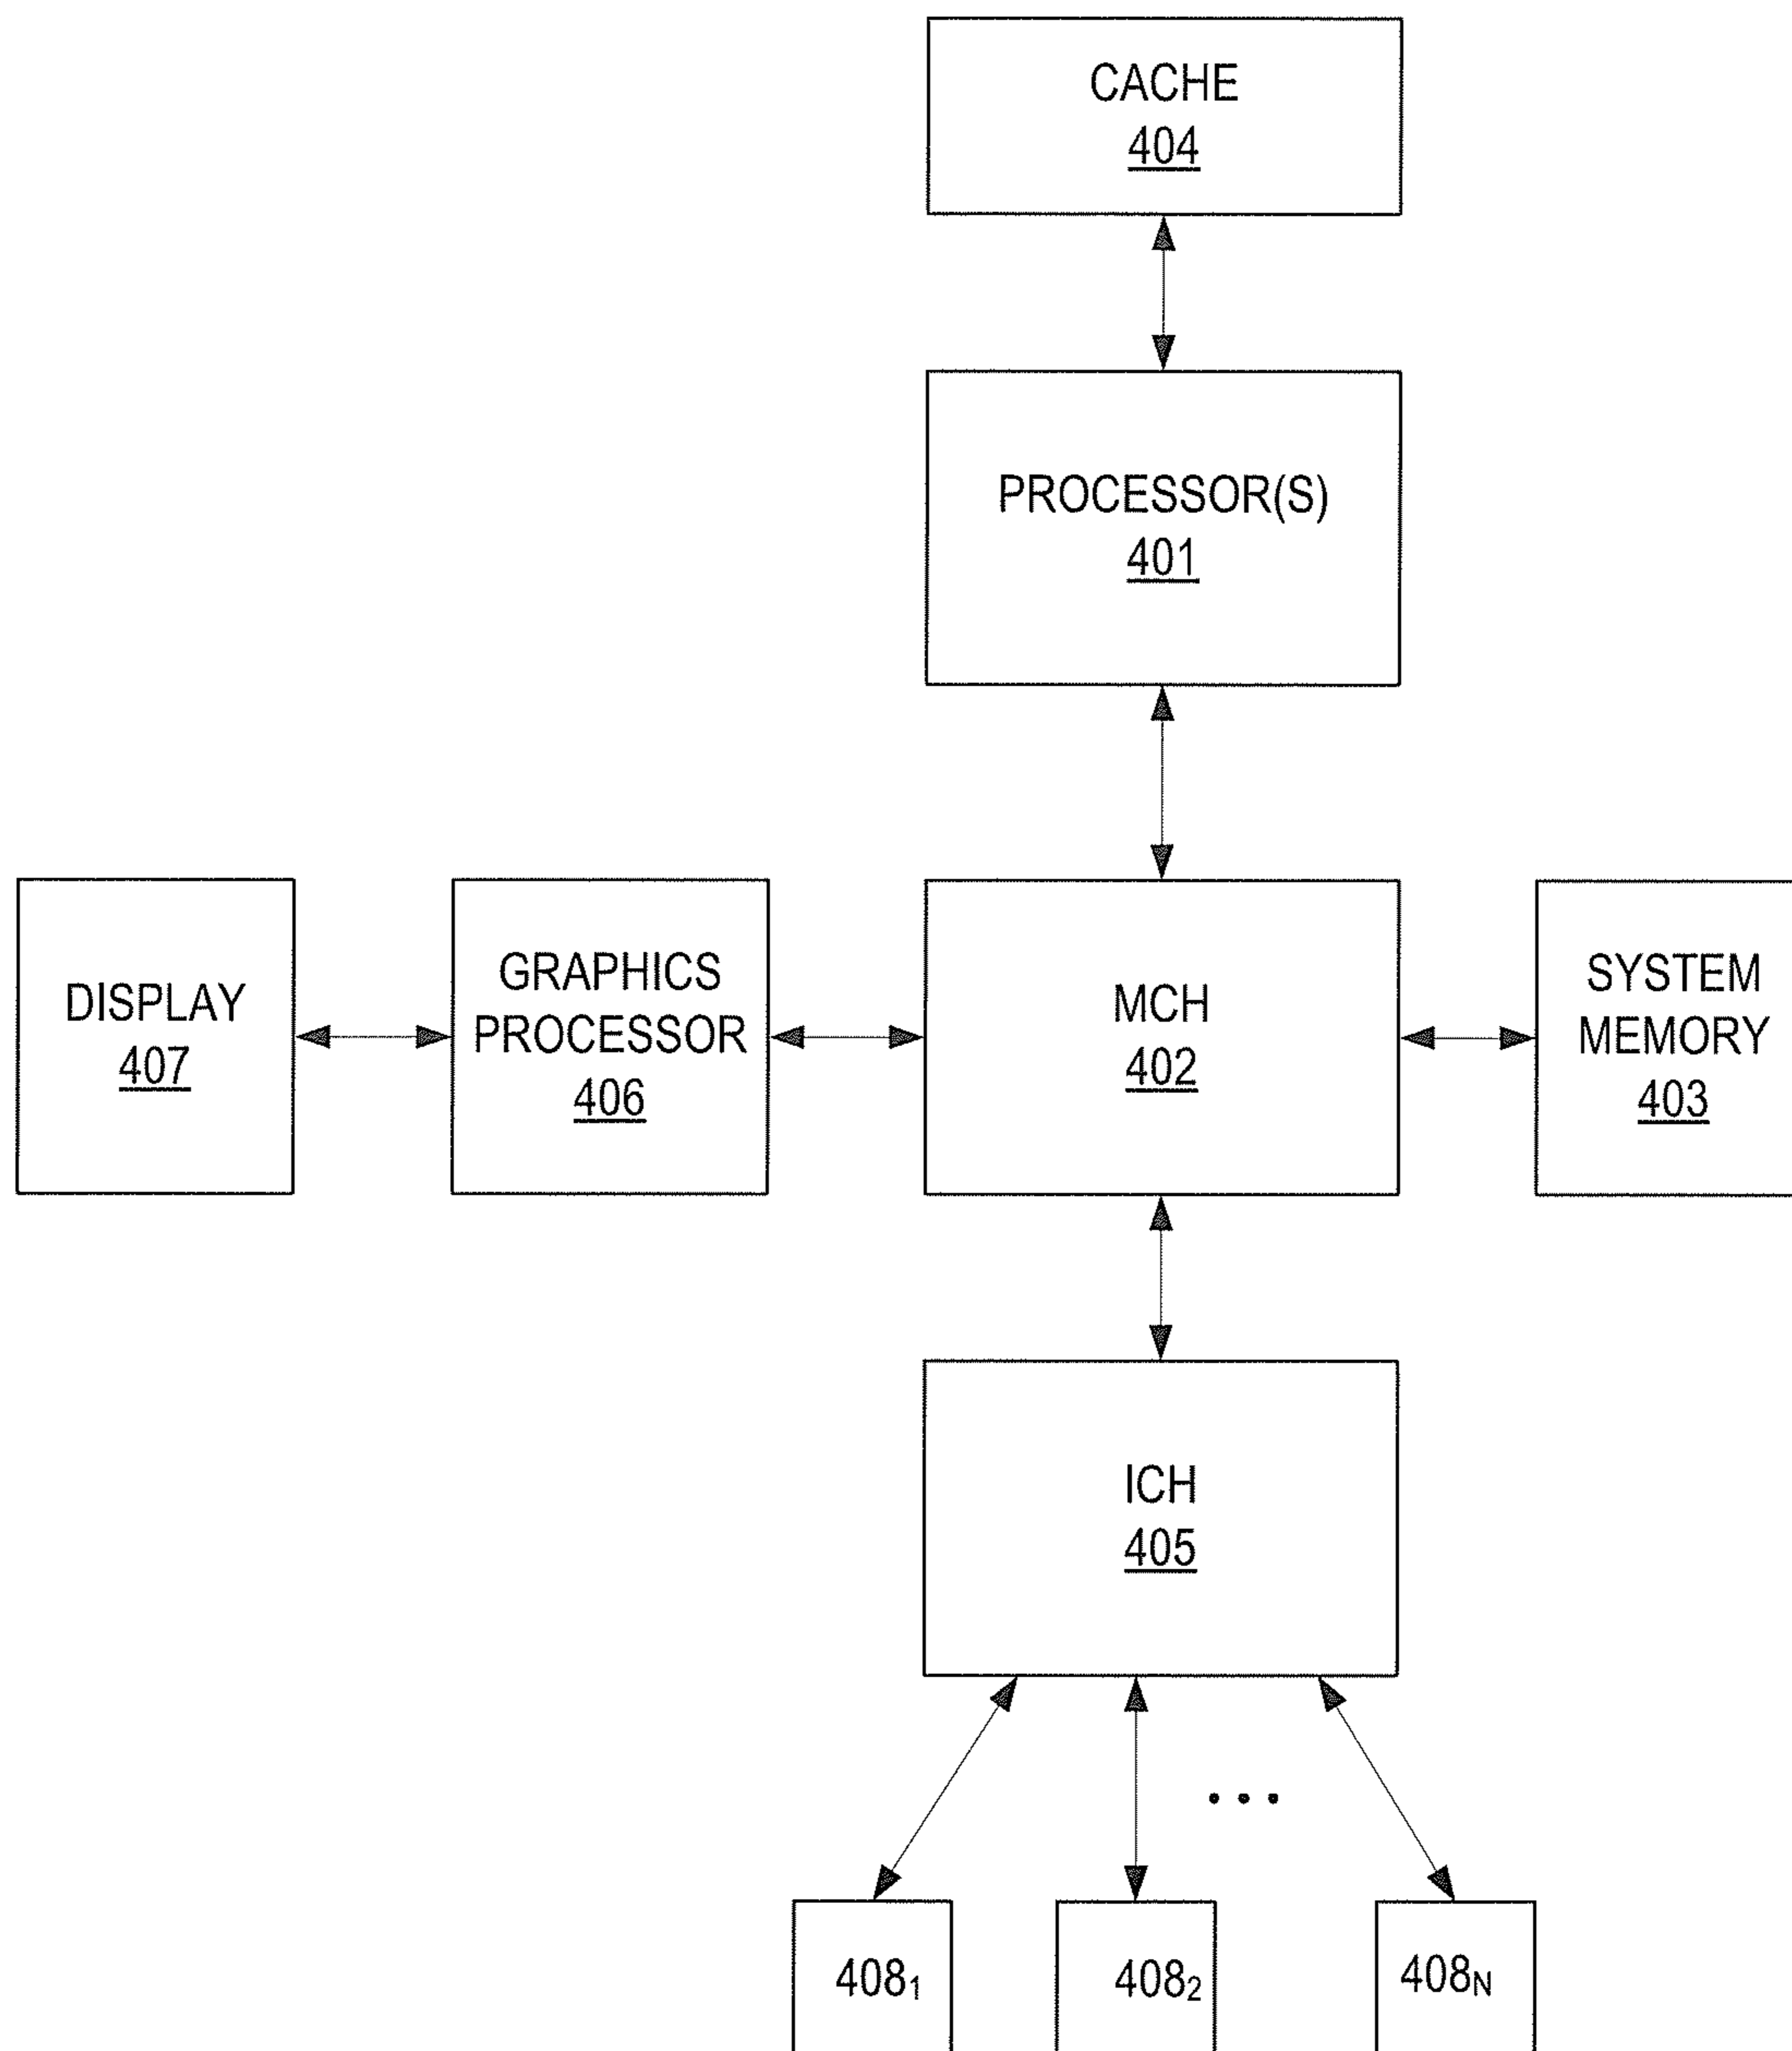 CACHE
404
PROCESSOR(S)
401
DISPLAY
407
GRAPHICS
PROCESSOR
406
MCH
402
SYSTEM
MEMORY
403
ICH
405
...
408₁
408₂
408N